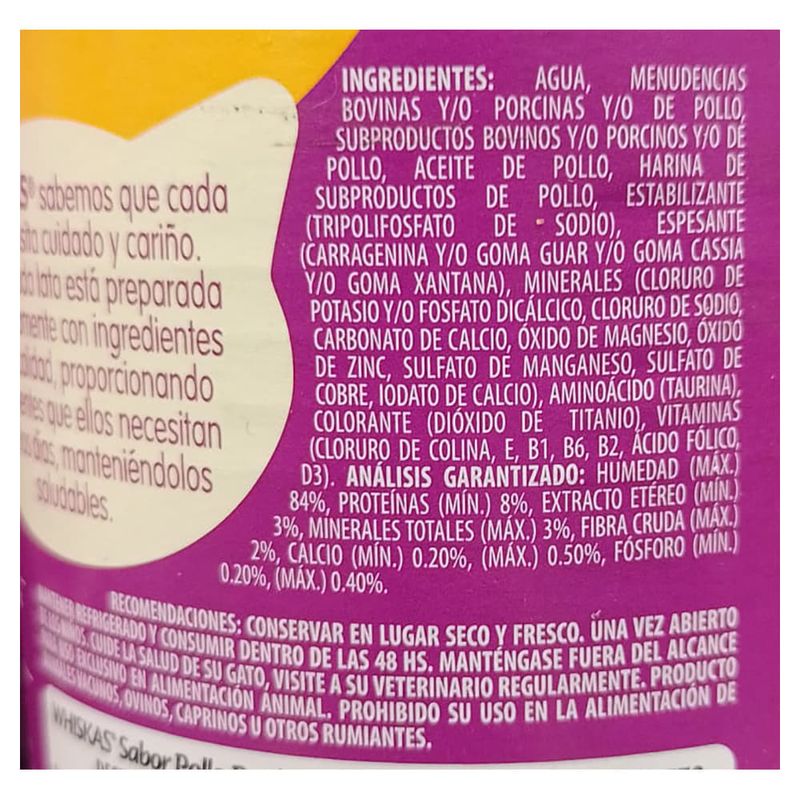 S® sabemos que cada
cuidado y cariño.
lata está preparada
mente con ingredientes
proporcionando
que ellos necesitan
días, manteniéndolos
saludables.
INGREDIENTES: AGUA, MENUDENCIAS
BOVINAS Y/O PORCINAS Y/O DE POLLO,
SUBPRODUCTOS BOVINOS Y/O PORCINOS Y/O DE
POLLO, ACEITE DE POLLO, HARINA DE
SUBPRODUCTOS DE POLLO, ESTABILIZANTE
(TRIPOLIFOSFATO DE SODIO), ESPESANTE
(CARRAGENINA Y/O GOMA GUAR Y/O GOMA CASSIA
Y/O GOMA XANTANA), MINERALES (CLORURO DE
POTASIO Y/O FOSFATO DICÁLCICO, CLORURO DE SODIO,
CARBONATO DE CALCIO, ÓXIDO DE MAGNESIO, ÓXIDO
DE ZINC, SULFATO DE MANGANESO, SULFATO DE
COBRE, IODATO DE CALCIO), AMINOÁCIDO (TAURINA),
COLORANTE (DIÓXIDO DE TITANIO), VITAMINAS
(CLORURO DE COLINA, E, B1, B6, B2, ÁCIDO FÓLICO,
D3). ANÁLISIS GARANTIZADO: HUMEDAD (MÁX.)
84%, PROTEÍNAS (MÍN.) 8%, EXTRACTO ETÉREO (MÍN.)
3%, MINERALES TOTALES (MÁX.) 3%, FIBRA CRUDA (MÁX.)
2%, CALCIO (MÍN.) 0.20%, (MÁX.) 0.50%, FÓSFORO (MÍN.)
0.20%, (MÁX.) 0.40%.
RECOMENDACIONES: CONSERVAR EN LUGAR SECO Y FRESCO. UNA VEZ ABIERTO
MANTENER REFRIGERADO Y CONSUMIR DENTRO DE LAS 48 HS. MANTÉNGASE FUERA DEL ALCANCE
CUIDE LA SALUD DE SU GATO, VISITE A SU VETERINARIO REGULARMENTE. PRODUCTO
USO EXCLUSIVO EN ALIMENTACIÓN ANIMAL. PROHIBIDO SU USO EN LA ALIMENTACIÓN DE
VACUNOS, OVINOS, CAPRINOS U OTROS RUMIANTES.
WHISKAS® Sabor Pollo